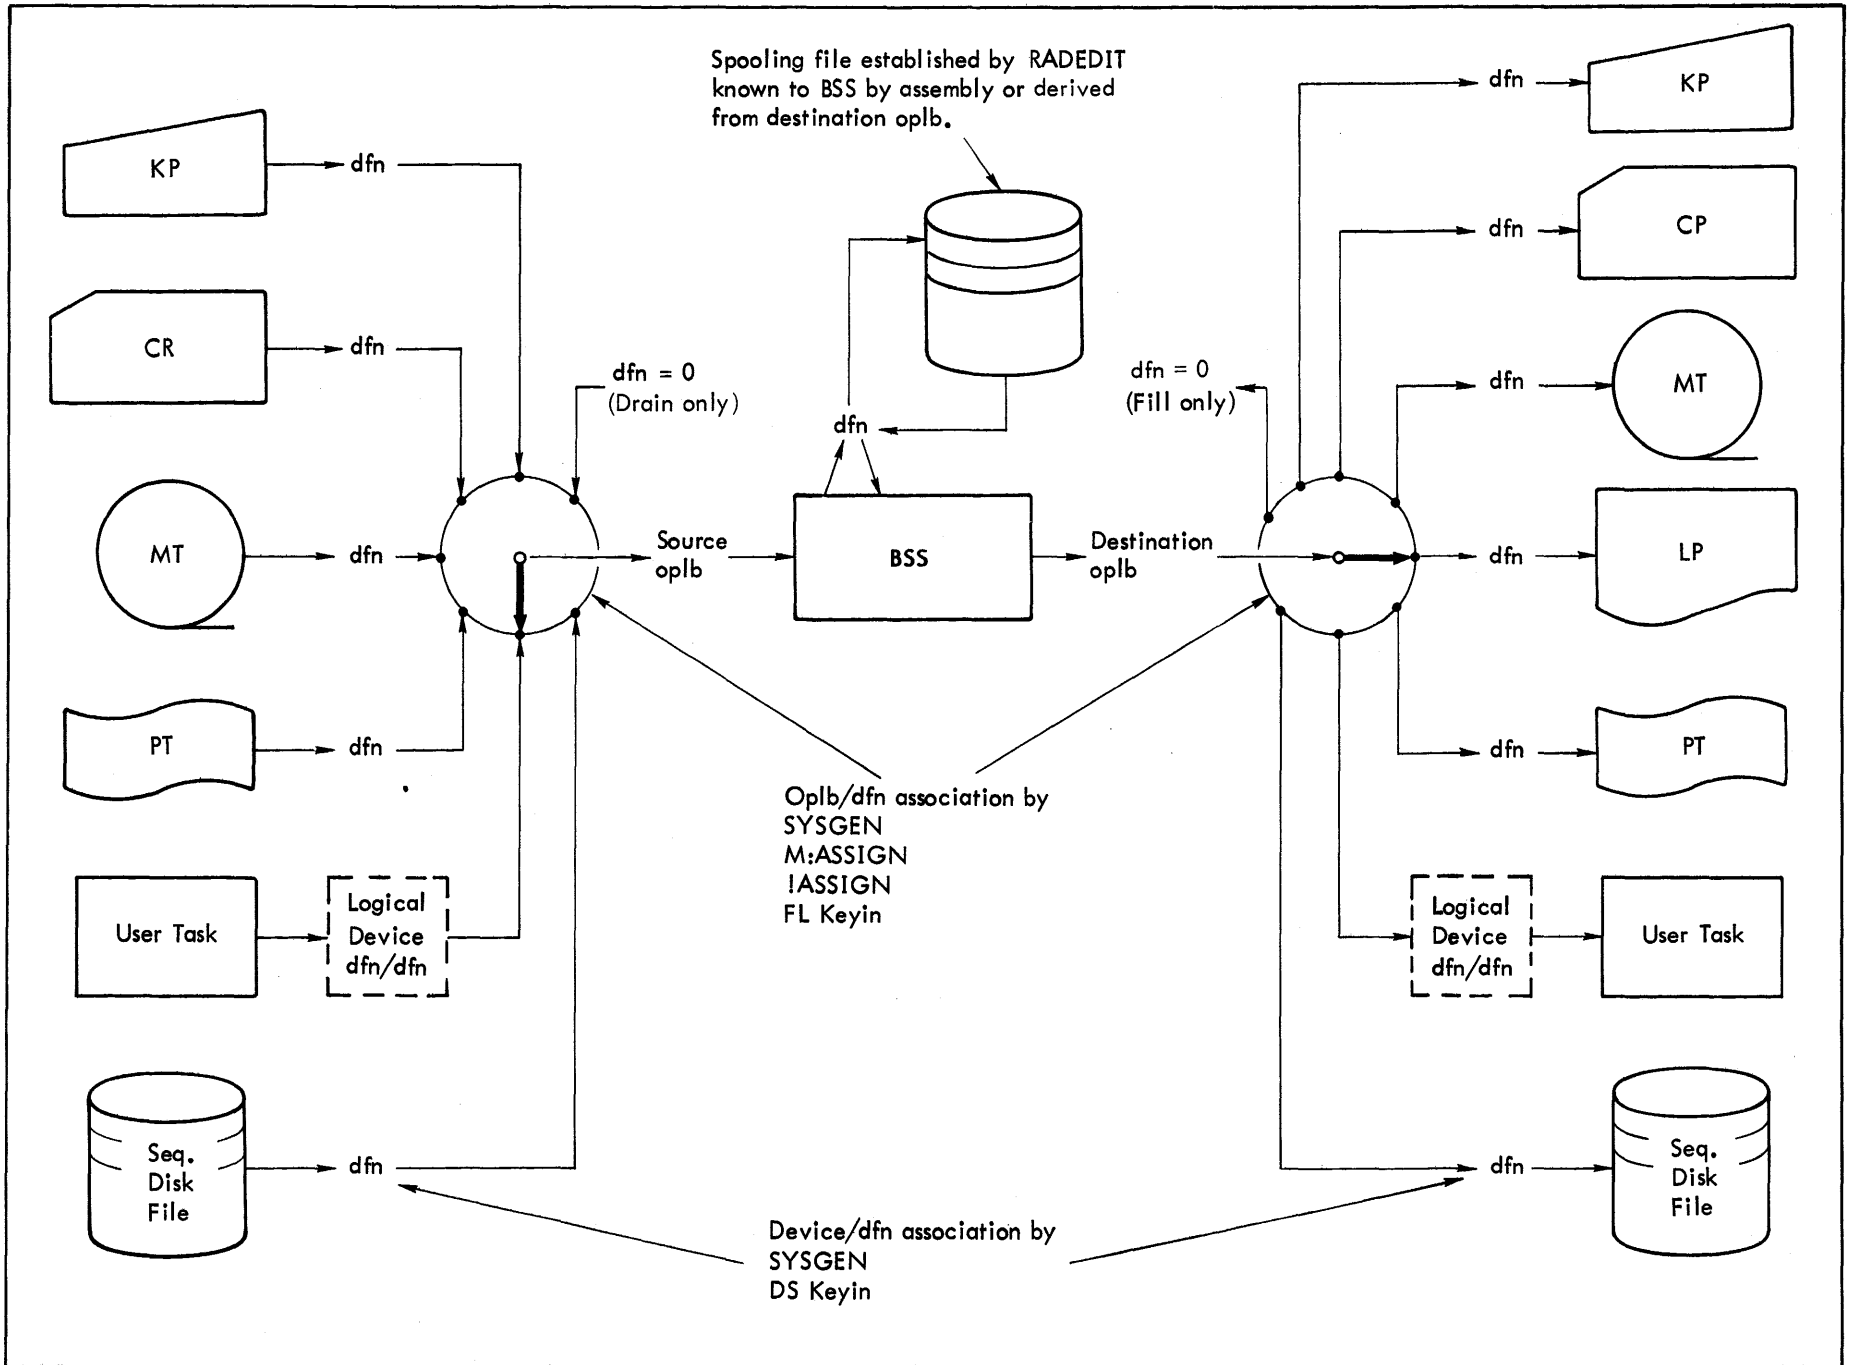 Spooling file established by RADEDIT
known to BSS by assembly or derived
from destination oplb.
KP
dfn
CR
dfn
dfn = 0
(Drain only)
MT
dfn
PT
dfn
User Task
Logical
Device
dfn/dfn
Seq.
Disk
File
dfn
Source
oplb
dfn
BSS
Destination
oplb
Oplb/dfn association by
SYSGEN
M:ASSIGN
!ASSIGN
FL Keyin
Device/dfn association by
SYSGEN
DS Keyin
dfn = 0
(Fill only)
dfn
KP
dfn
CP
dfn
MT
dfn
LP
dfn
PT
Logical
Device
dfn/dfn
User Task
dfn
Seq.
Disk
File